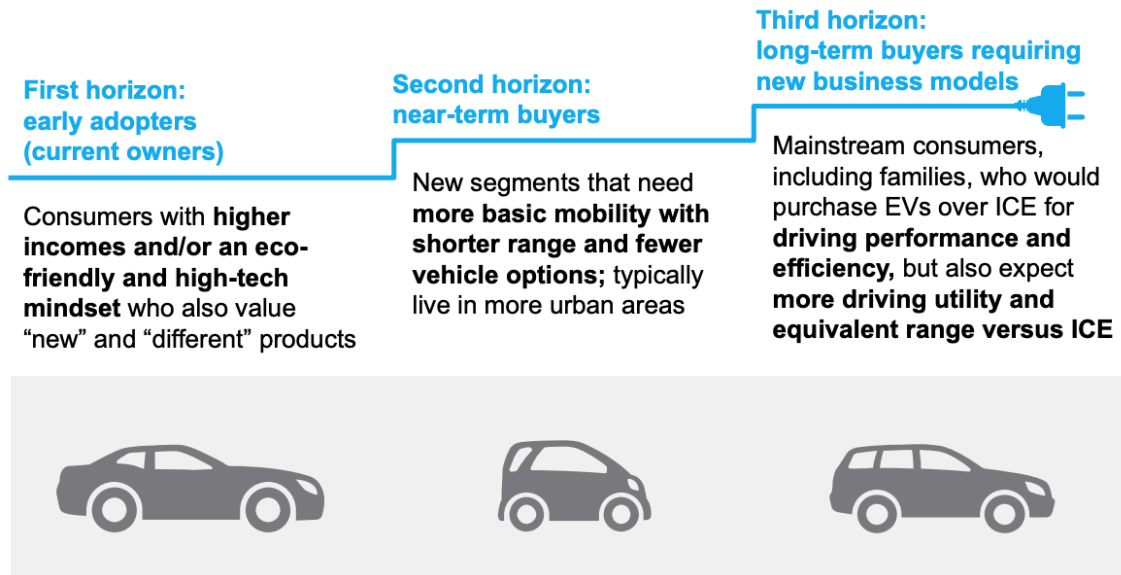 First horizon:
early adopters
(current owners)
Consumers with higher
incomes and/or an eco-
friendly and high-tech
mindset who also value
“new” and “different” products
Second horizon:
near-term buyers
New segments that need
more basic mobility with
shorter range and fewer
vehicle options; typically
live in more urban areas
Third horizon:
long-term buyers requiring
new business models
Mainstream consumers,
including families, who would
purchase EVs over ICE for
driving performance and
efficiency, but also expect
more driving utility and
equivalent range versus ICE